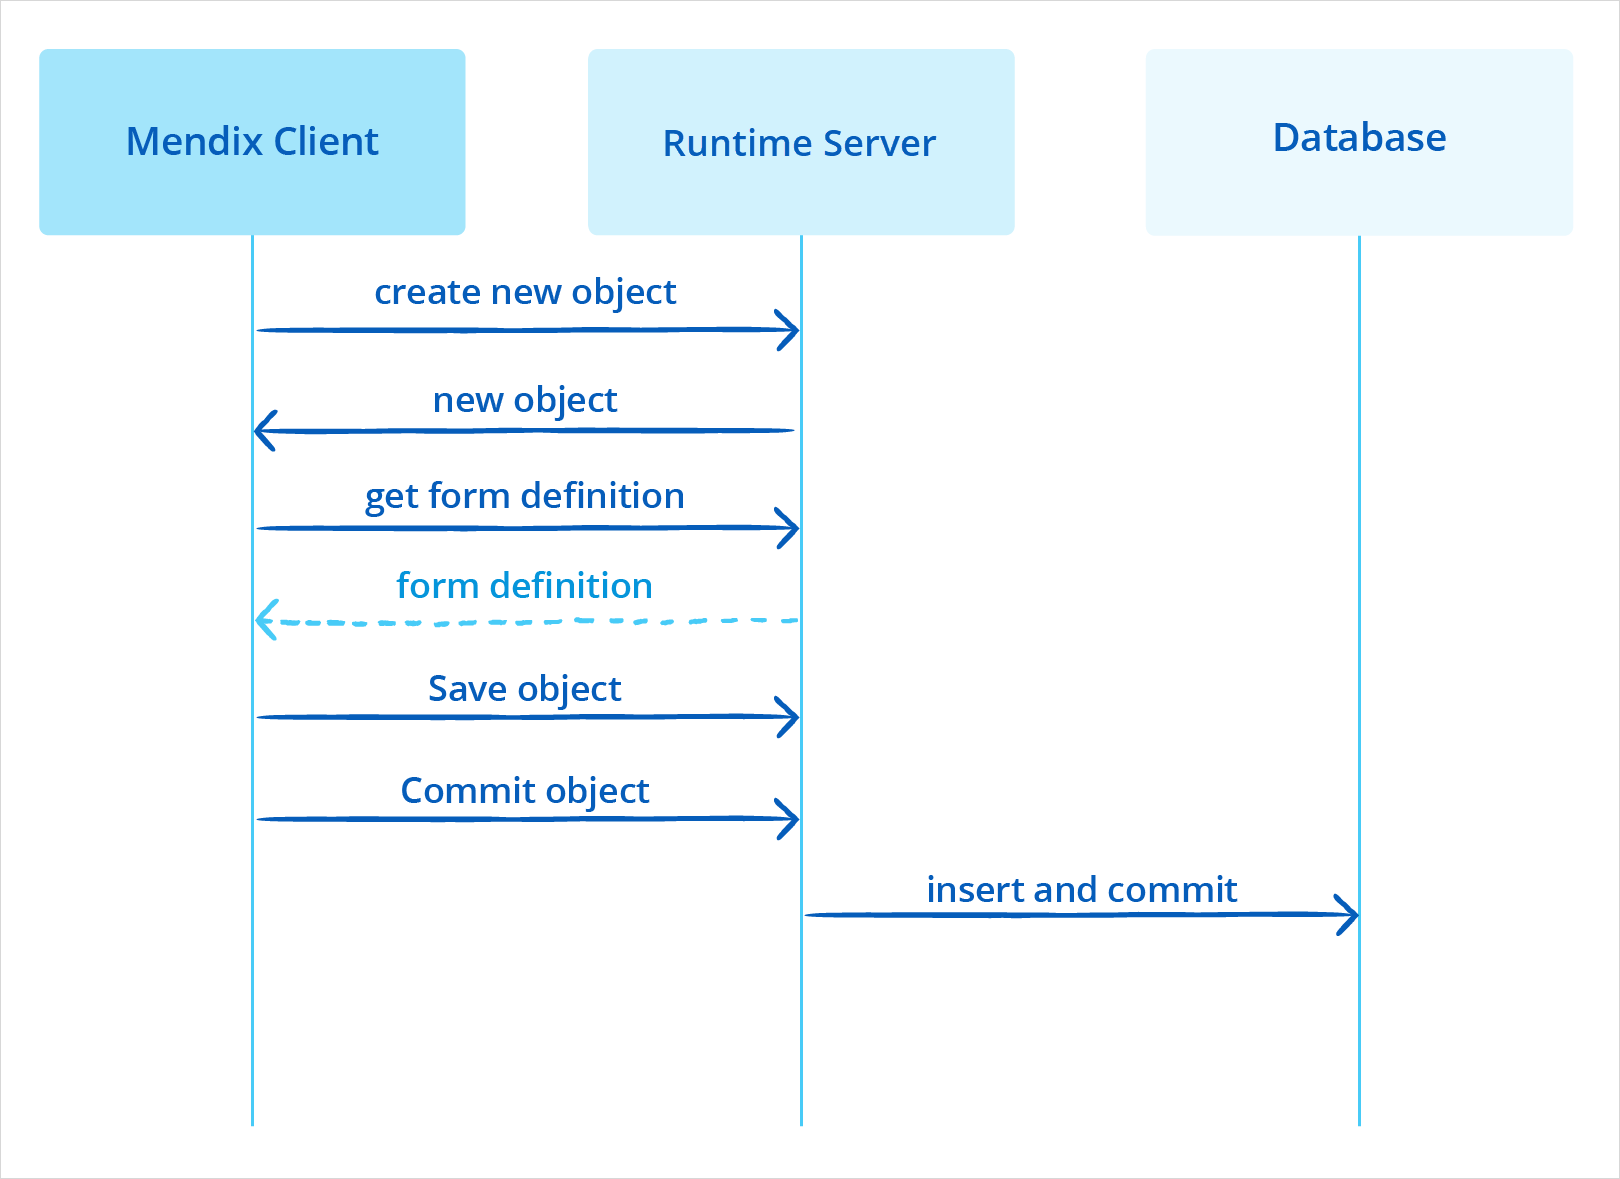 Mendix Client
Runtime Server
Database
create new object
new object
get form definition
form definition
Save object
Commit object
insert and commit